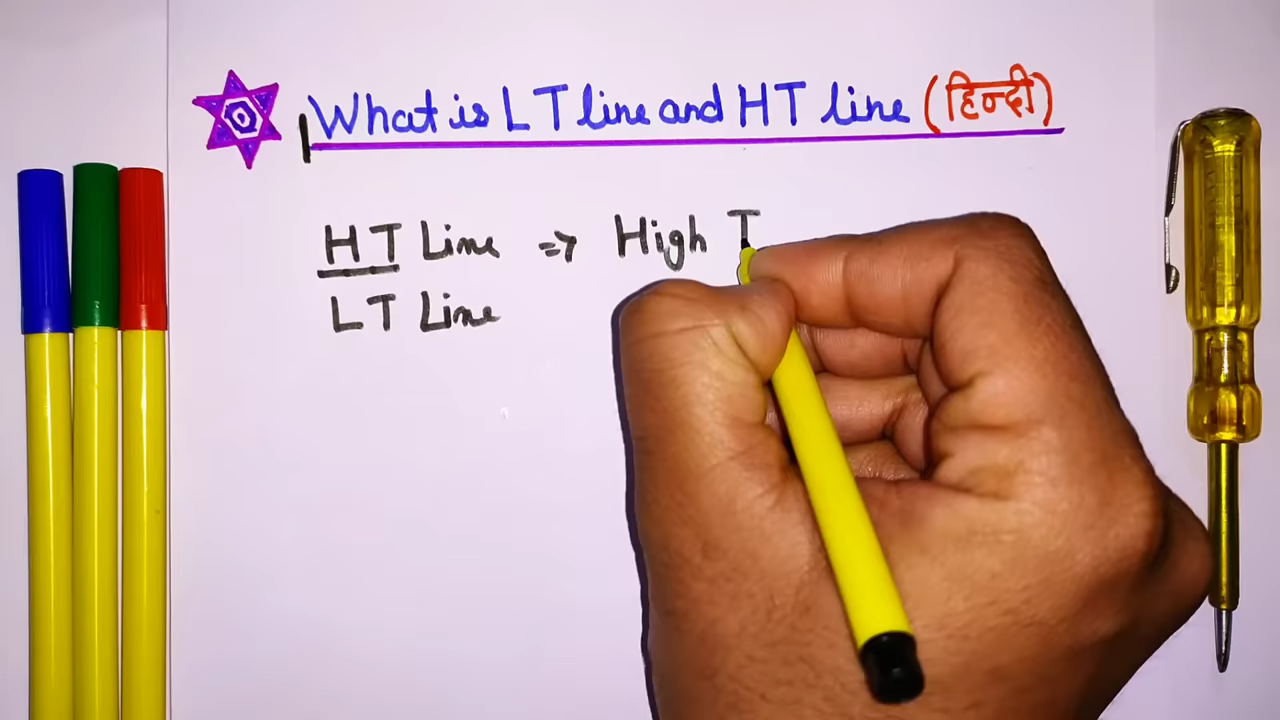 What is LT line and HT line (हिन्दी)
HT Line => High T
LT Line